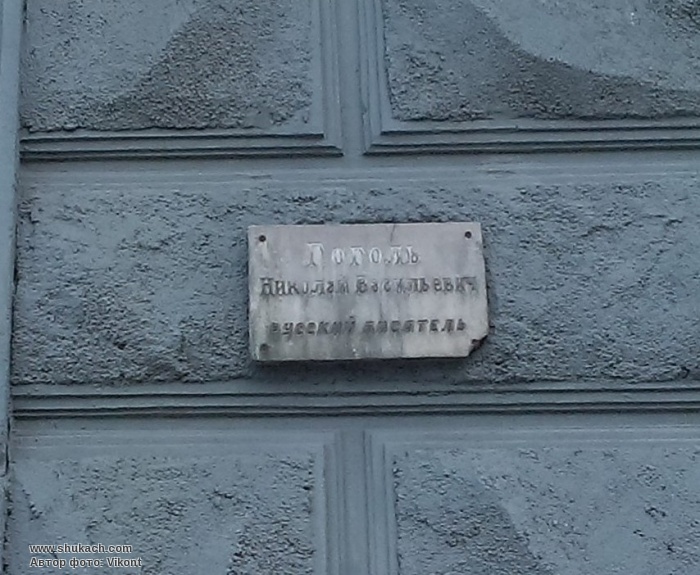 Гоголь
Николай Васильевич
русский писатель
www.shukach.com
Автор фото: Vikont